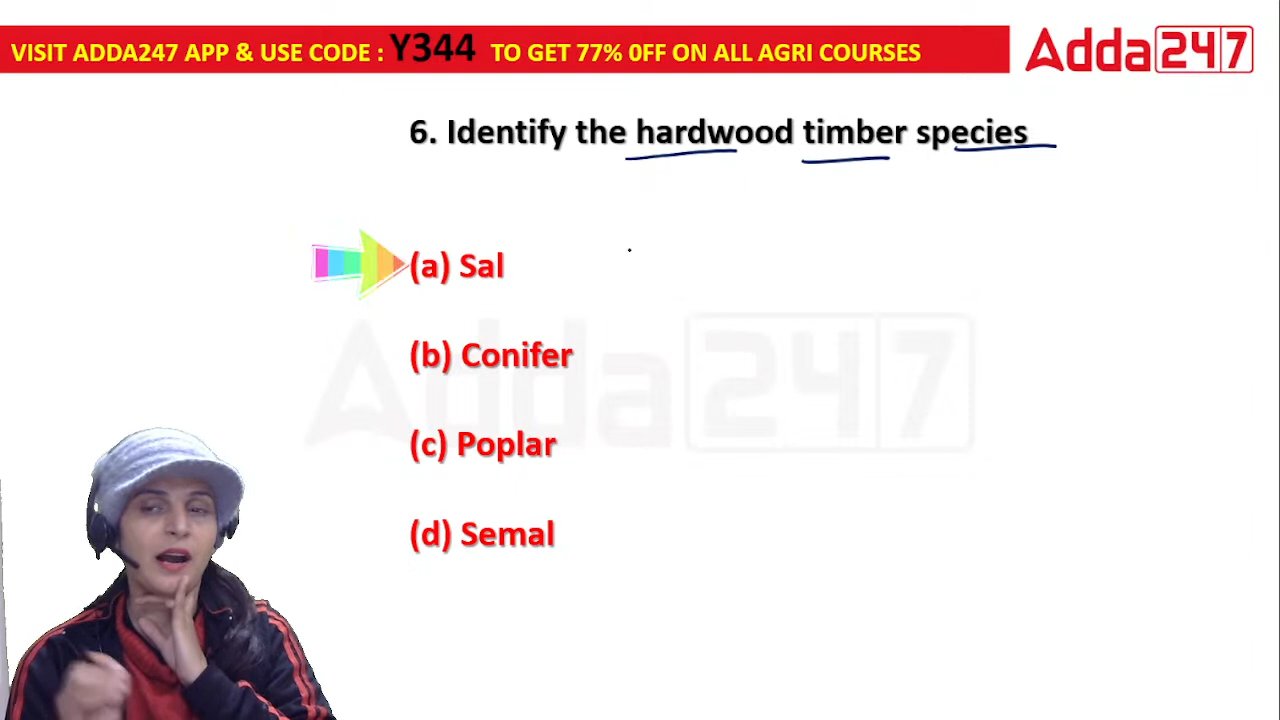 VISIT ADDA247 APP & USE CODE : Y344 TO GET 77% 0FF ON ALL AGRI COURSES
Adda247
6. Identify the hardwood timber species
(a) Sal
(b) Conifer
(c) Poplar
(d) Semal
Adda247